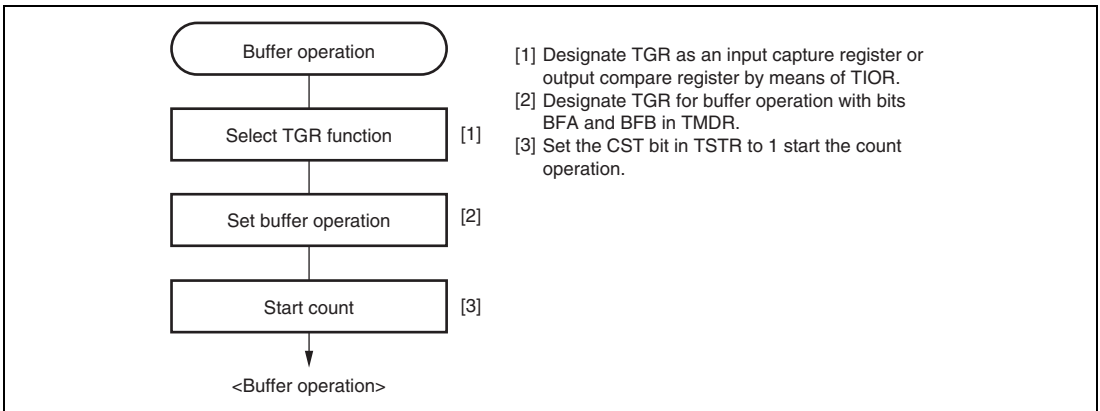 Buffer operation
Select TGR function
[1]
Set buffer operation
[2]
Start count
[3]
<Buffer operation>
[1] Designate TGR as an input capture register or
output compare register by means of TIOR.
[2] Designate TGR for buffer operation with bits
BFA and BFB in TMDR.
[3] Set the CST bit in TSTR to 1 start the count
operation.